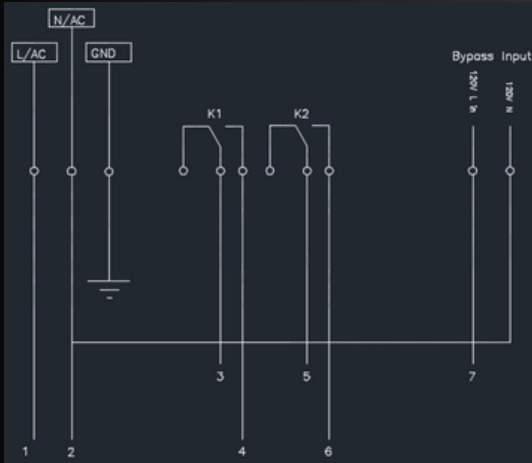 N/AC
L/AC
GND
Bypass Input
120V L In
120V N
K1
K2
3
5
7
1
2
4
6